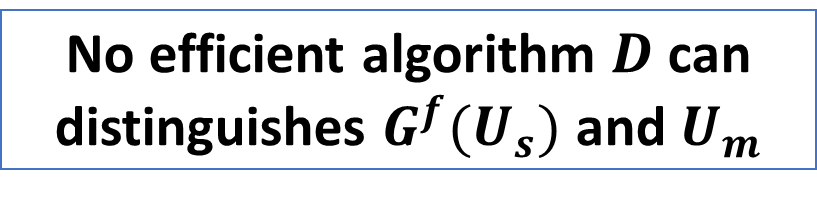 No efficient algorithm D can
distinguishes G^f(U_s) and U_m